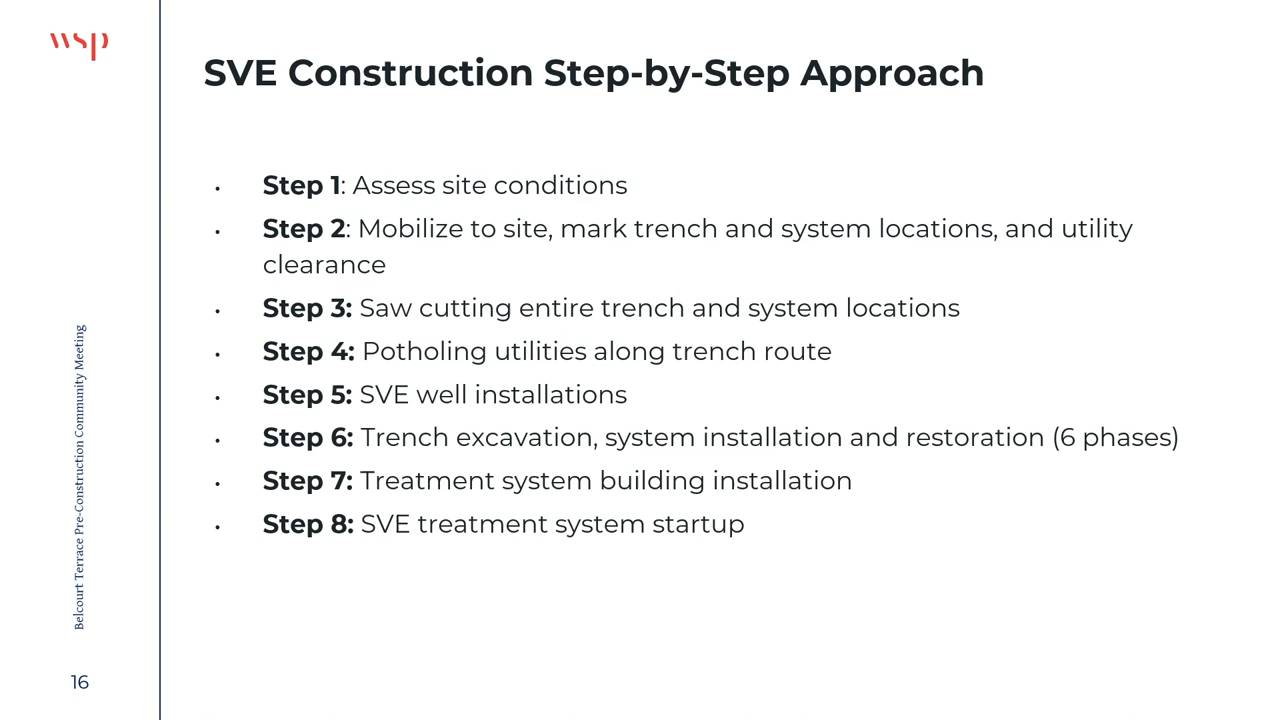 wsp
SVE Construction Step-by-Step Approach
• Step 1: Assess site conditions
• Step 2: Mobilize to site, mark trench and system locations, and utility
clearance
• Step 3: Saw cutting entire trench and system locations
• Step 4: Potholing utilities along trench route
• Step 5: SVE well installations
• Step 6: Trench excavation, system installation and restoration (6 phases)
• Step 7: Treatment system building installation
• Step 8: SVE treatment system startup
Belcourt Terrace Pre-Construction Community Meeting
16